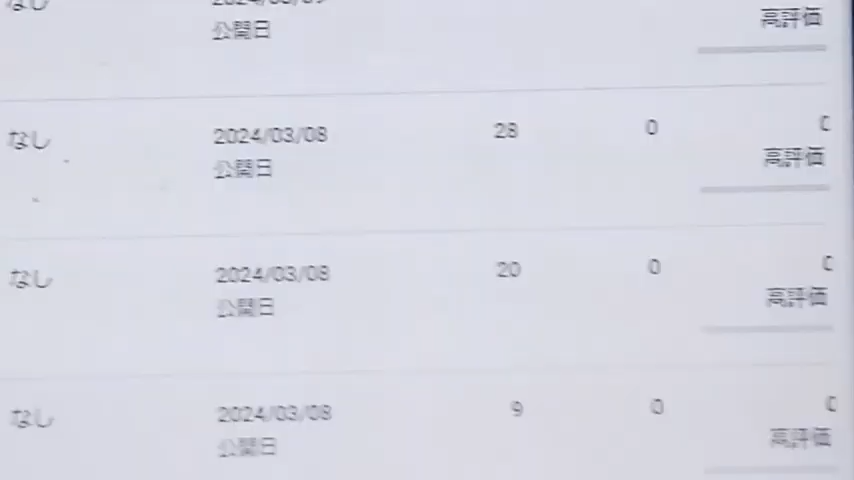 なし
公開日
高評価
なし 2024/03/08 28 0
公開日 高評価
なし 2024/03/08 20 0
公開日 高評価
なし 2024/03/08 9 0
公開日 高評価